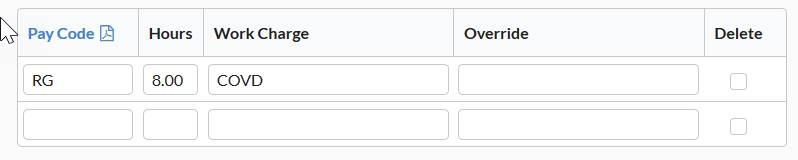 Pay Code Hours Work Charge Override Delete
RG 8.00 COVD